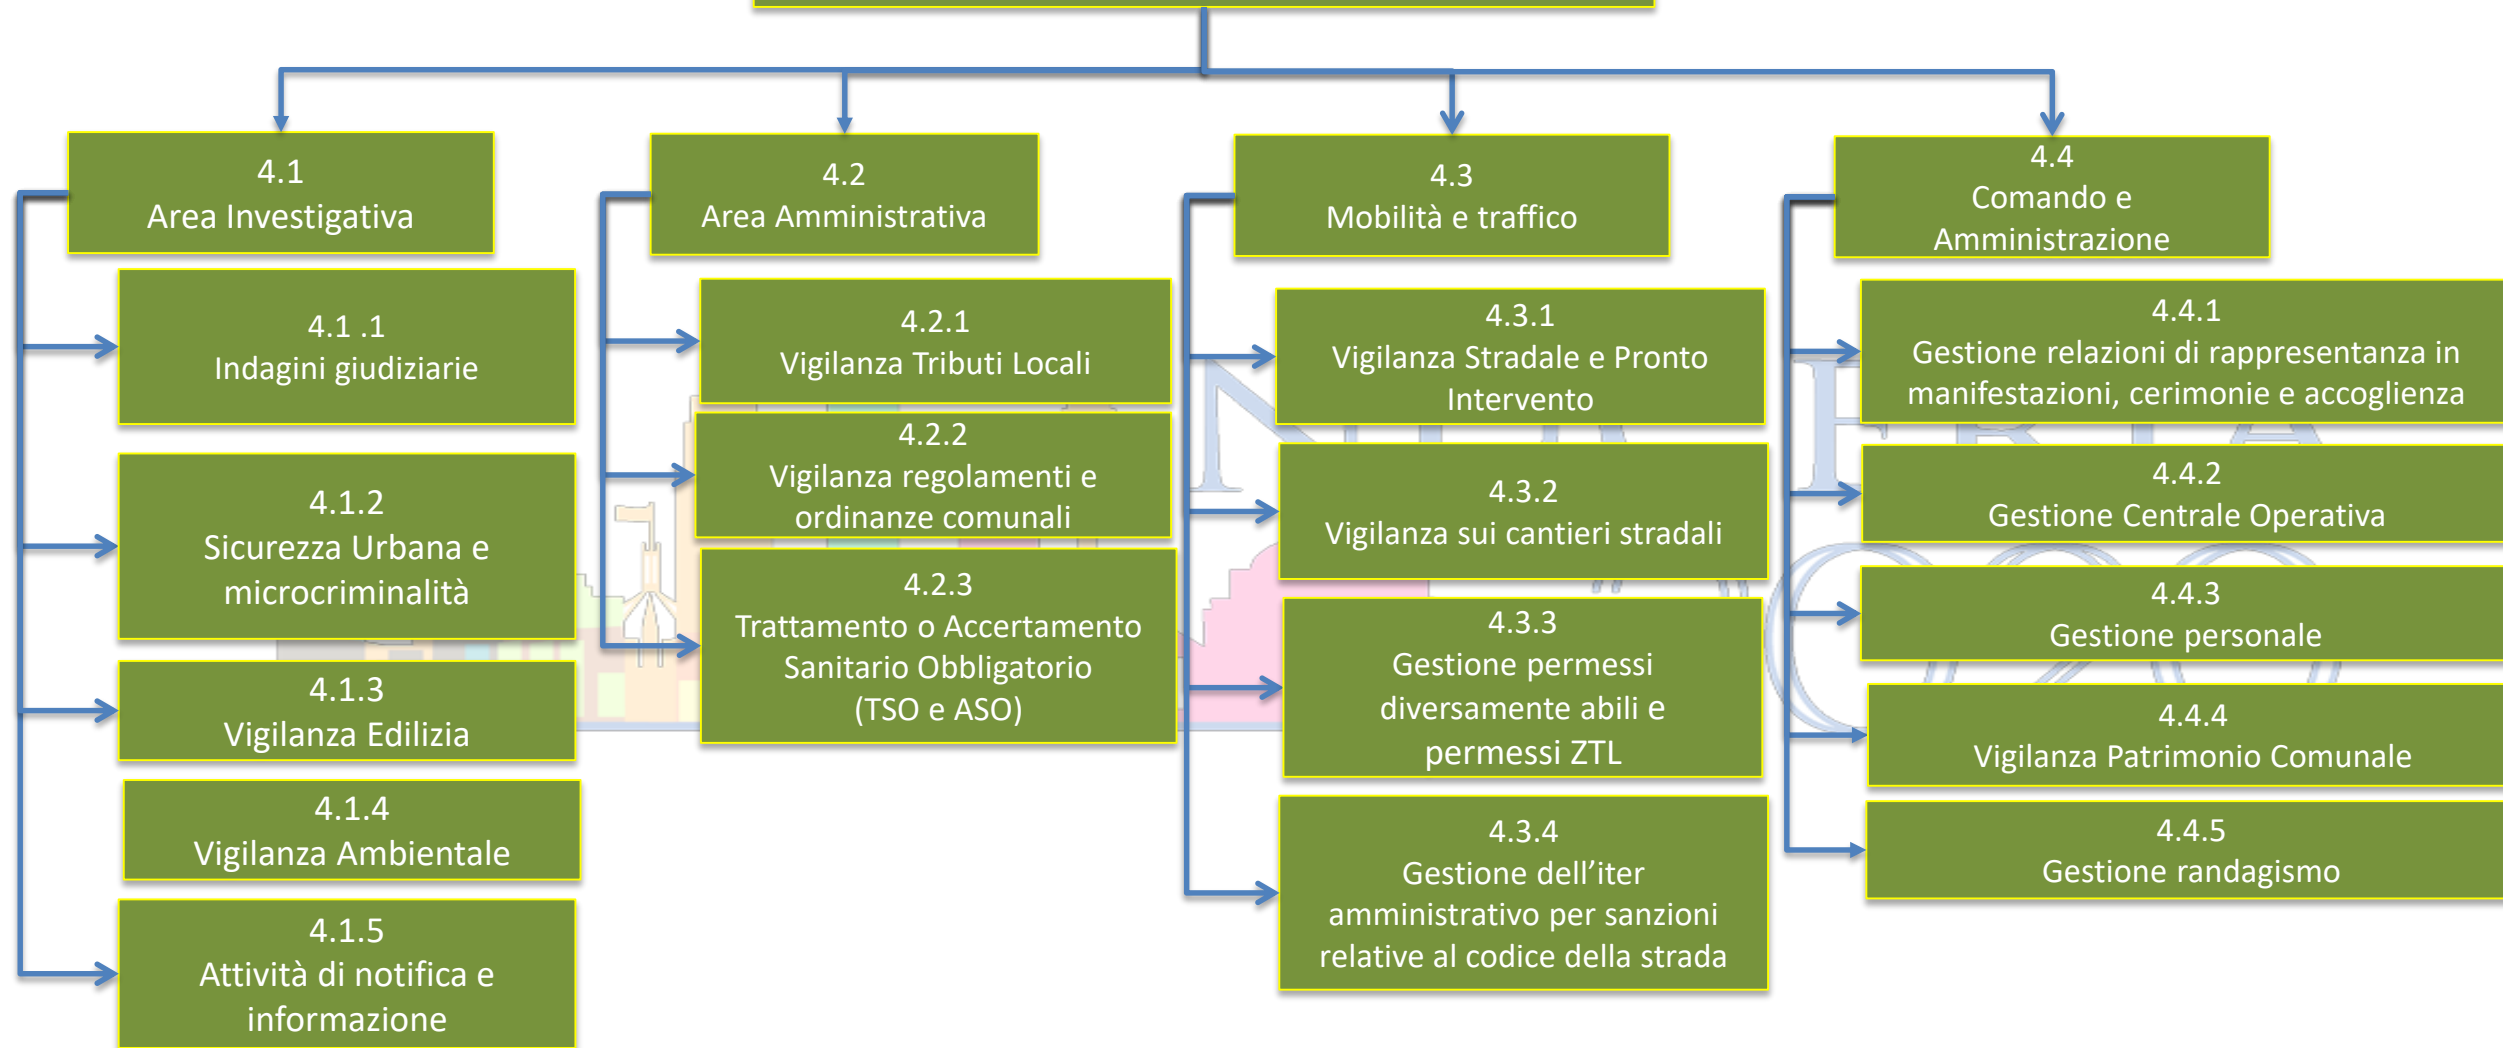 4.1
Area Investigativa
4.1 .1
Indagini giudiziarie
4.1.2
Sicurezza Urbana e
microcriminalità
4.1.3
Vigilanza Edilizia
4.1.4
Vigilanza Ambientale
4.1.5
Attività di notifica e
informazione
4.2
Area Amministrativa
4.2.1
Vigilanza Tributi Locali
4.2.2
Vigilanza regolamenti e
ordinanze comunali
4.2.3
Trattamento o Accertamento
Sanitario Obbligatorio
(TSO e ASO)
4.3
Mobilità e traffico
4.3.1
Vigilanza Stradale e Pronto
Intervento
4.3.2
Vigilanza sui cantieri stradali
4.3.3
Gestione permessi
diversamente abili e
permessi ZTL
4.3.4
Gestione dell’iter
amministrativo per sanzioni
relative al codice della strada
4.4
Comando e
Amministrazione
4.4.1
Gestione relazioni di rappresentanza in
manifestazioni, cerimonie e accoglienza
4.4.2
Gestione Centrale Operativa
4.4.3
Gestione personale
4.4.4
Vigilanza Patrimonio Comunale
4.4.5
Gestione randagismo